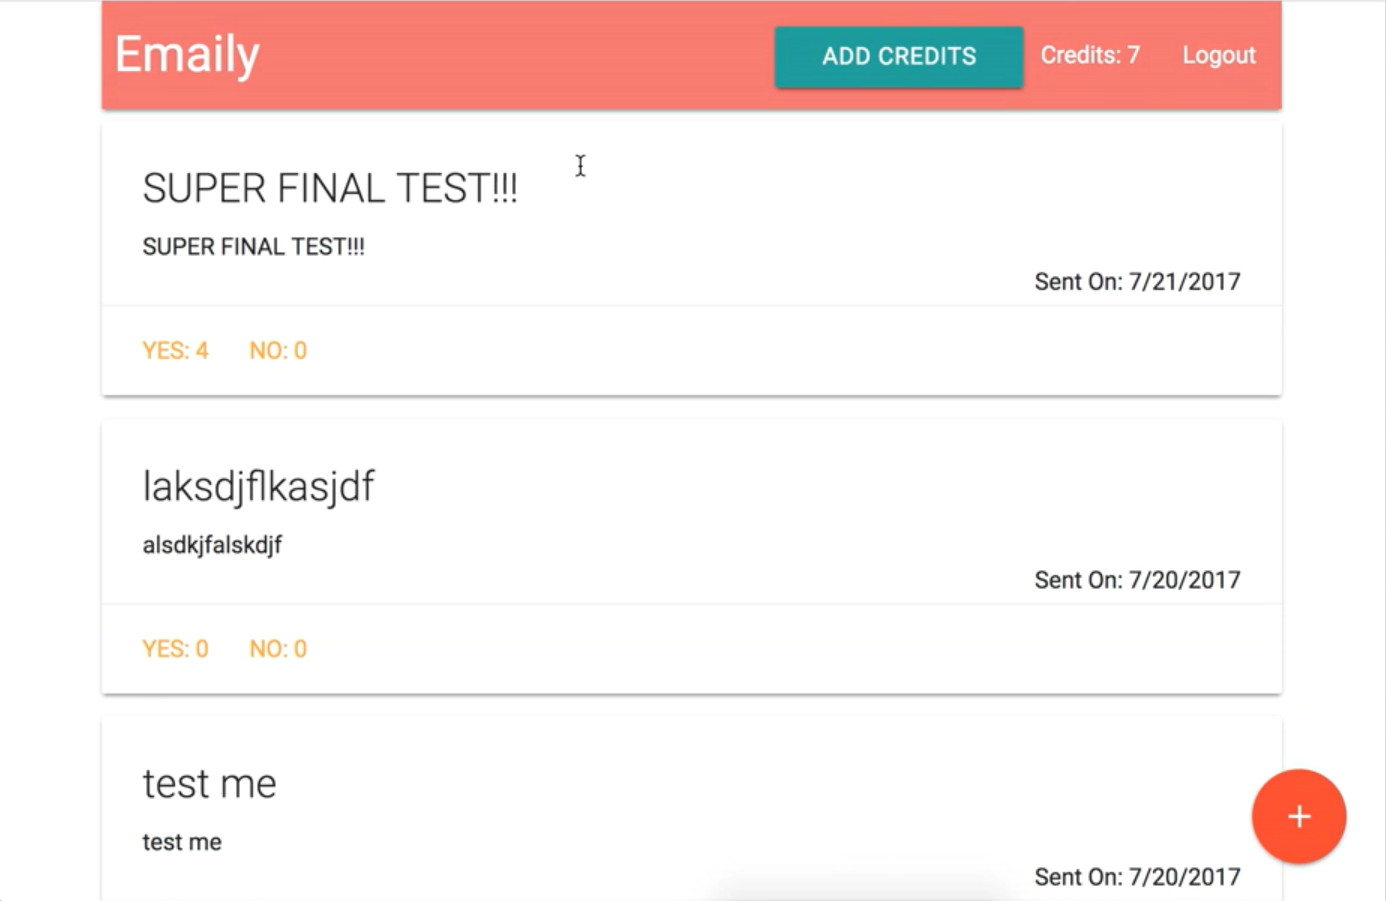 Emaily
ADD CREDITS
Credits: 7
Logout
SUPER FINAL TEST!!!
SUPER FINAL TEST!!!
Sent On: 7/21/2017
YES: 4 NO: 0
laksdjflkasjdf
alsdkjfalskdjf
Sent On: 7/20/2017
YES: 0 NO: 0
test me
test me
Sent On: 7/20/2017
+